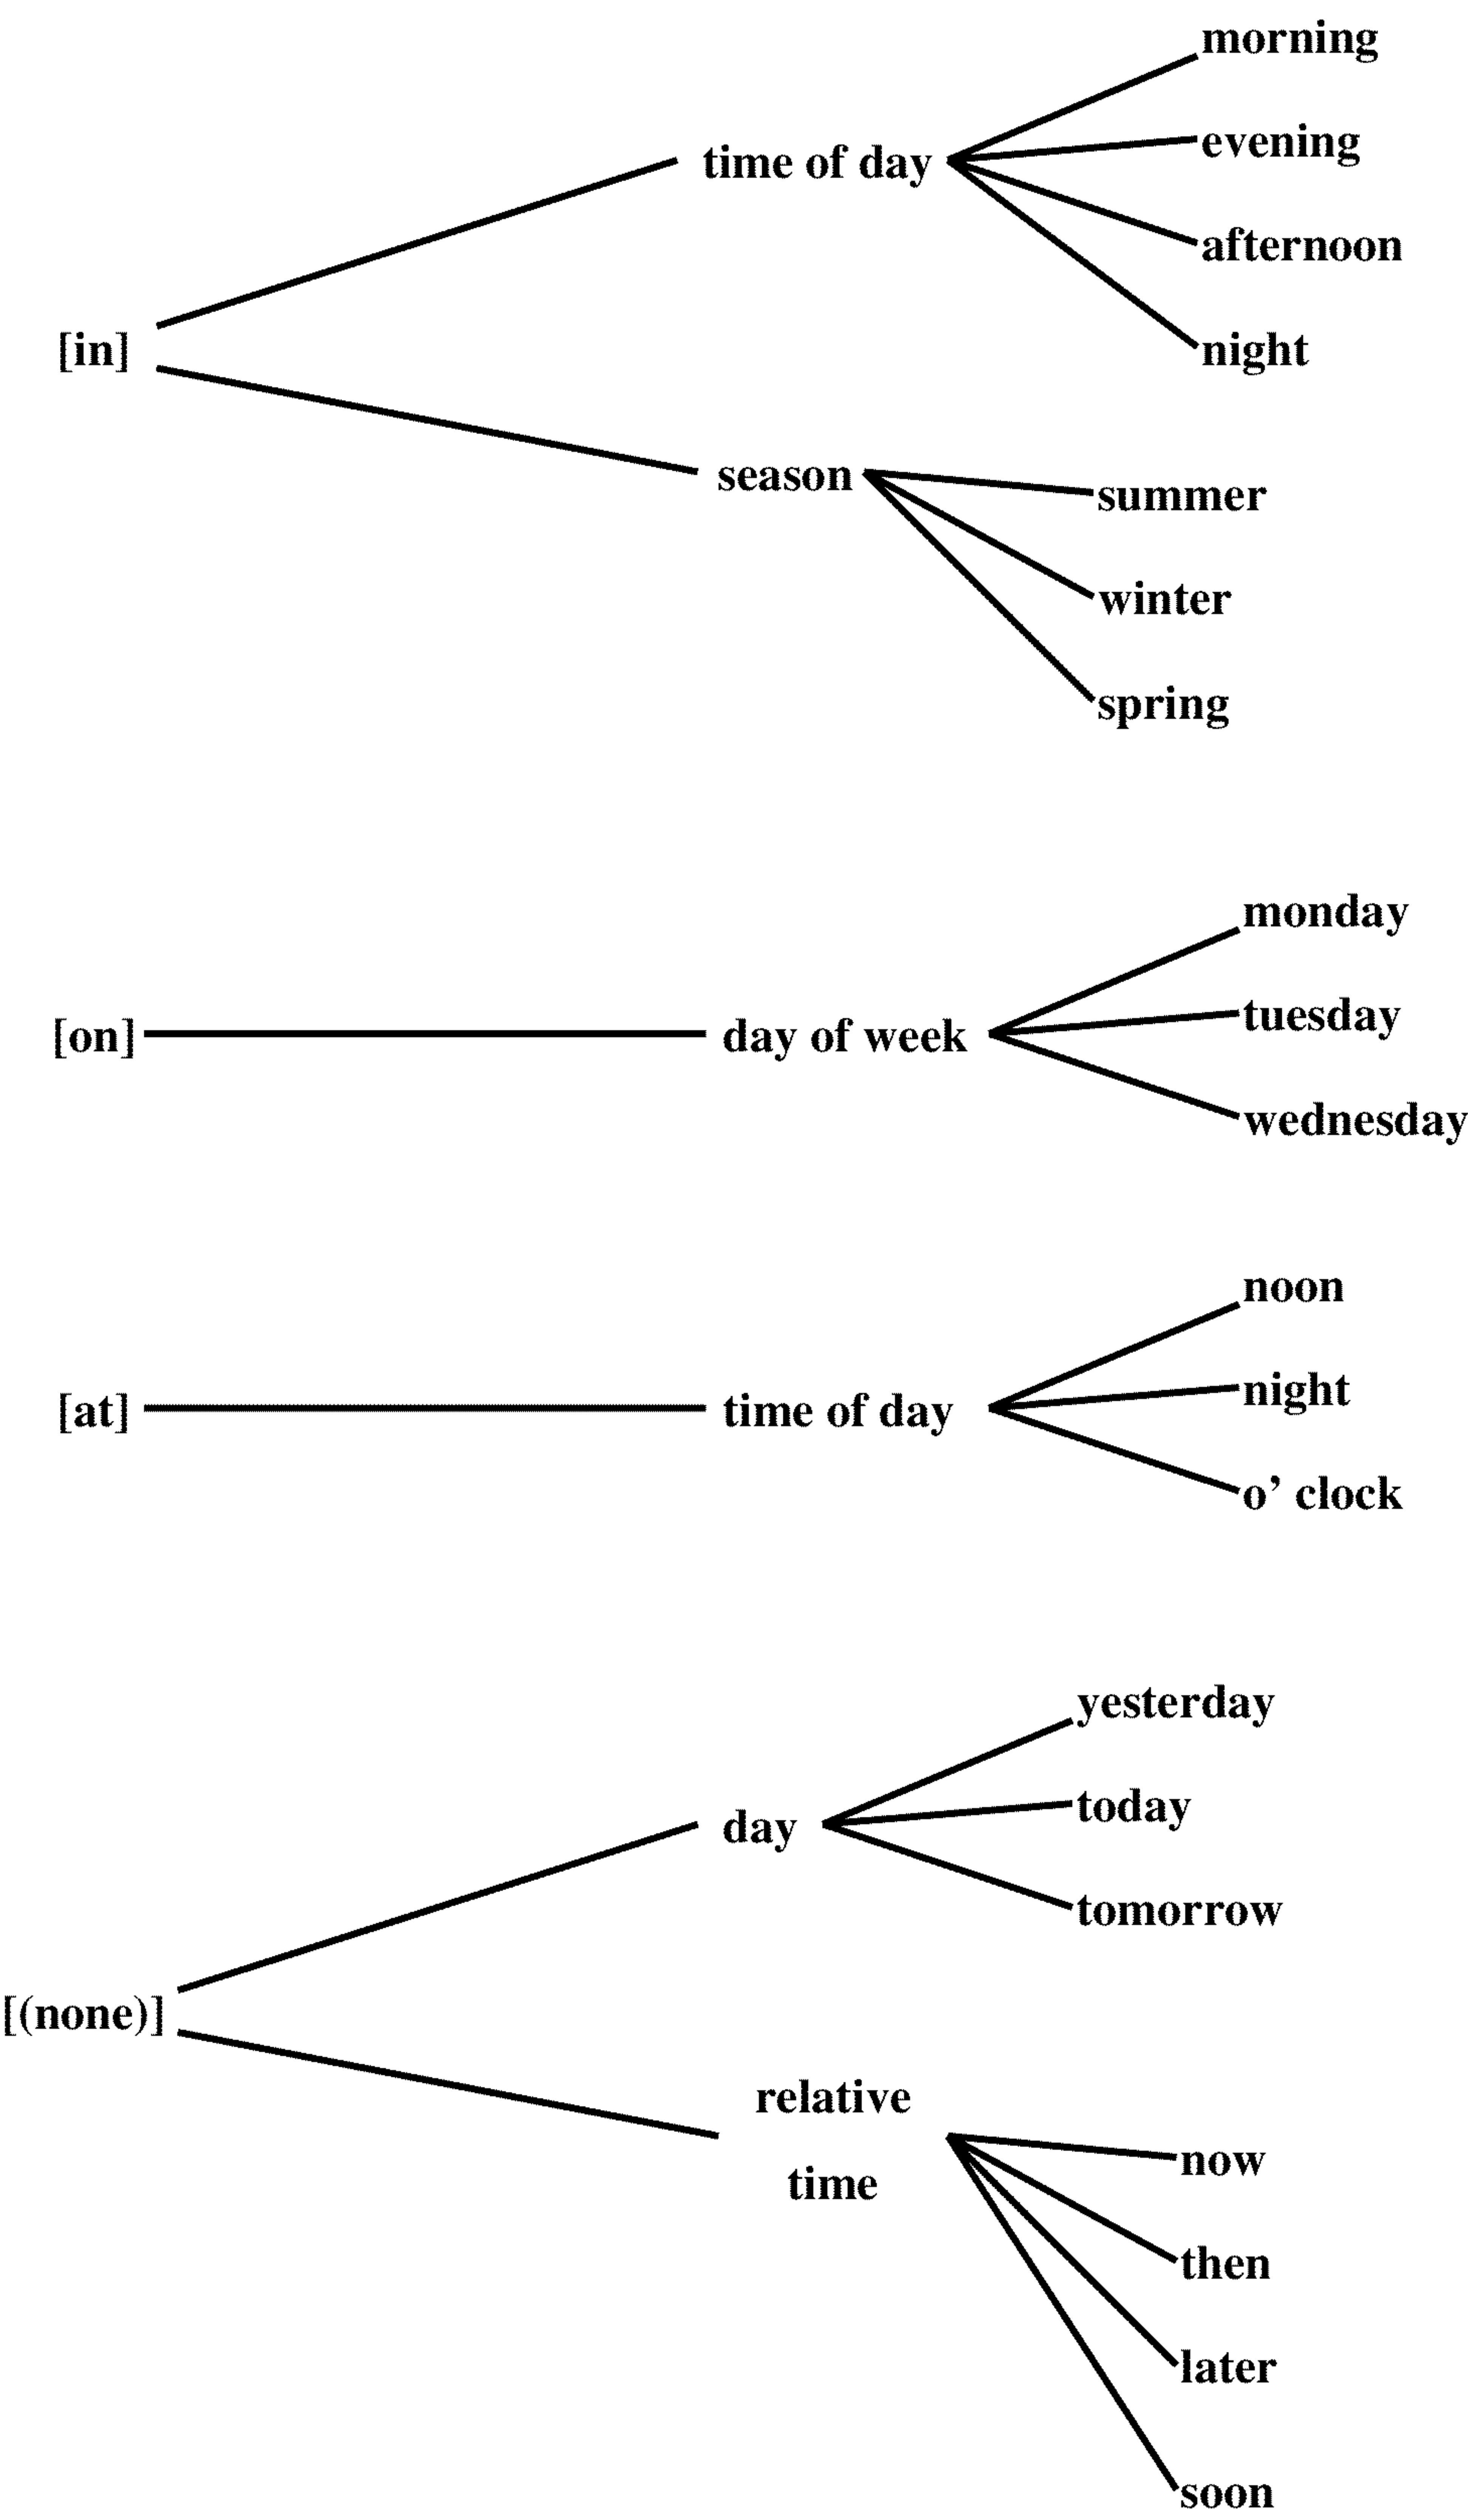 morning
time of day
evening
afternoon
[in]
night
season
summer
winter
spring
monday
[on]
day of week
tuesday
wednesday
noon
[at]
time of day
night
o’ clock
yesterday
day
today
tomorrow
[(none)]
relative
time
now
then
later
soon